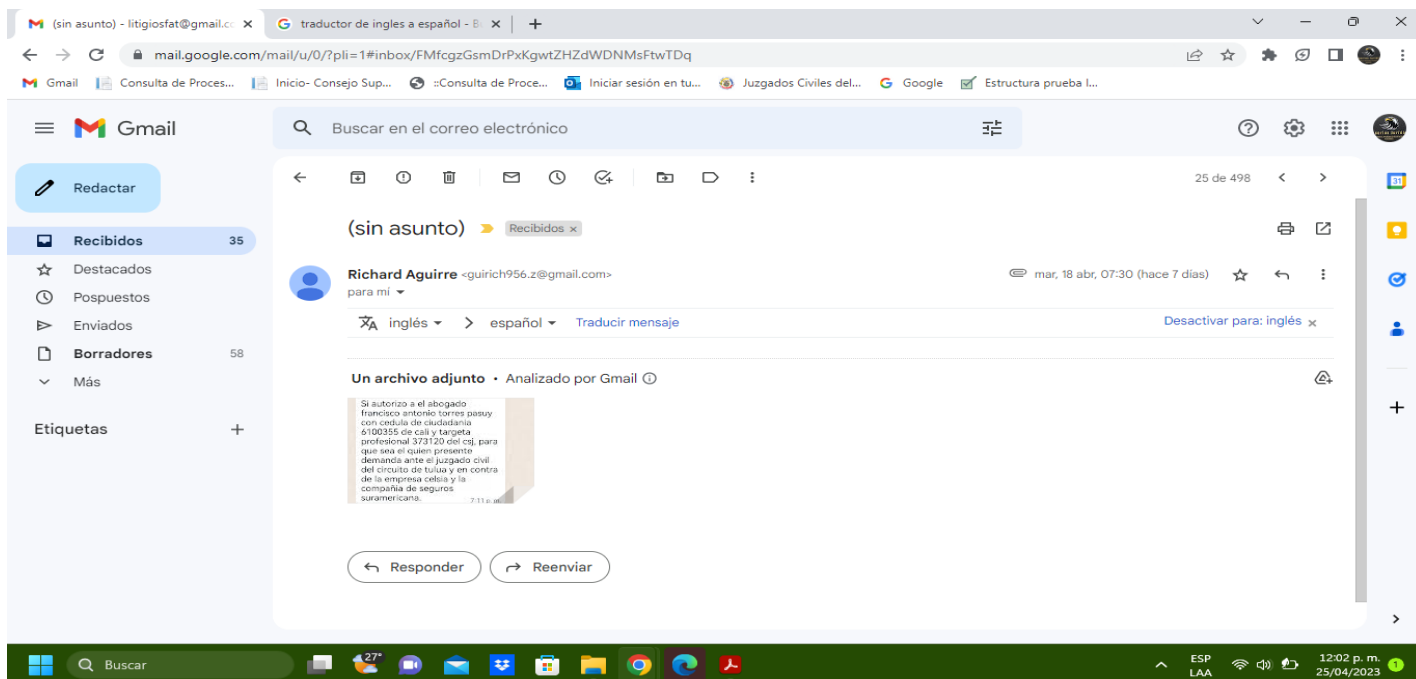 (sin asunto) - litigiosfat@gmail.cc
traductor de ingles a español - B
mail.google.com/mail/u/0/?pli=1#inbox/FMfcgzGsmDrPxKgwtZHZdWDNMsFtwTDq
Gmail
Consulta de Proces...
Inicio- Consejo Sup...
::Consulta de Proce...
Iniciar sesión en tu...
Juzgados Civiles del...
Google
Estructura prueba l...
Gmail
Buscar en el correo electrónico
Redactar
25 de 498
Recibidos 35
Destacados
Pospuestos
Enviados
Borradores 58
Más
Etiquetas
(sin asunto)
Recibidos x
Richard Aguirre <guirich956.z@gmail.com>
mar, 18 abr, 07:30 (hace 7 días)
para mí
inglés > español Traducir mensaje
Desactivar para: inglés x
Un archivo adjunto • Analizado por Gmail
Si autorizo a el abogado
francisco antonio torres pasuy
con cedula de ciudadania
6100355 de cali y targeta
profesional 373120 del csj, para
que sea el quien presente
demanda ante el juzgado civil
del circuito de tulua y en contra
de la empresa celsia y la
compañia de seguros
suramericana.
7:11 p. m.
Responder
Reenviar
Buscar
27°
ESP
LAA
12:02 p. m.
25/04/2023
1
31